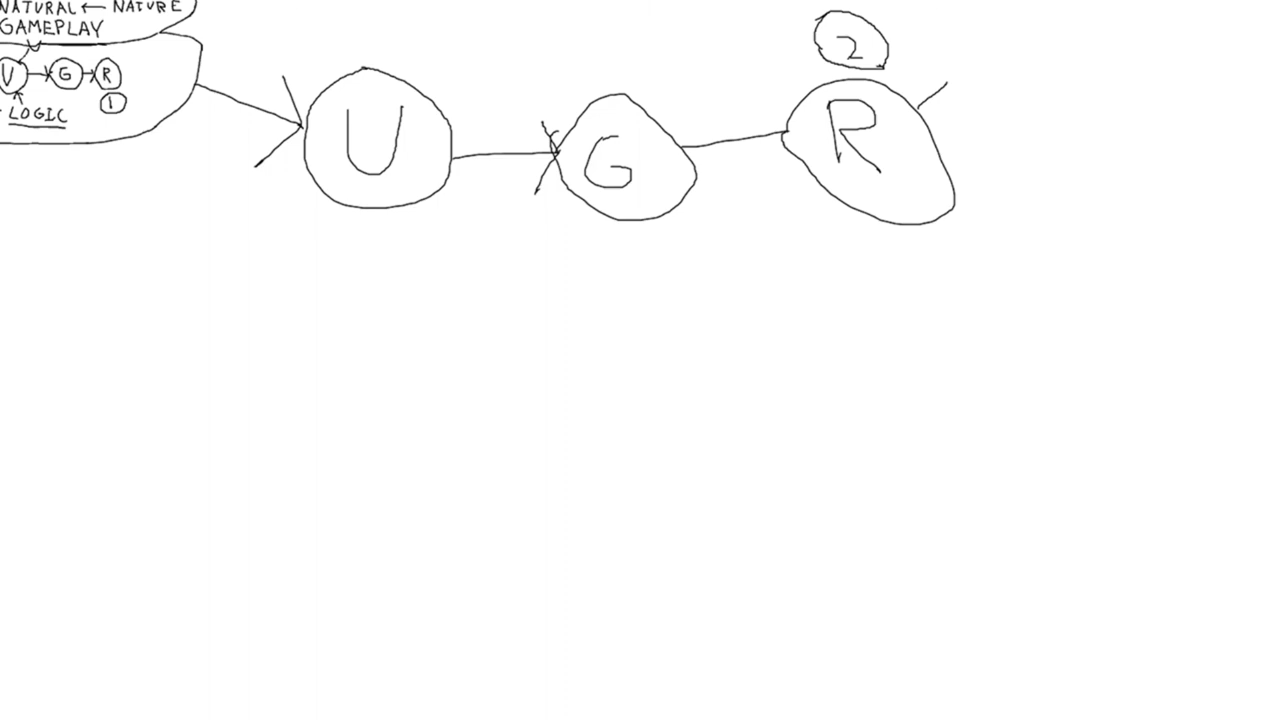 NATURAL ← NATURE
GAMEPLAY
U → G → R
1
LOGIC
2
U → G R